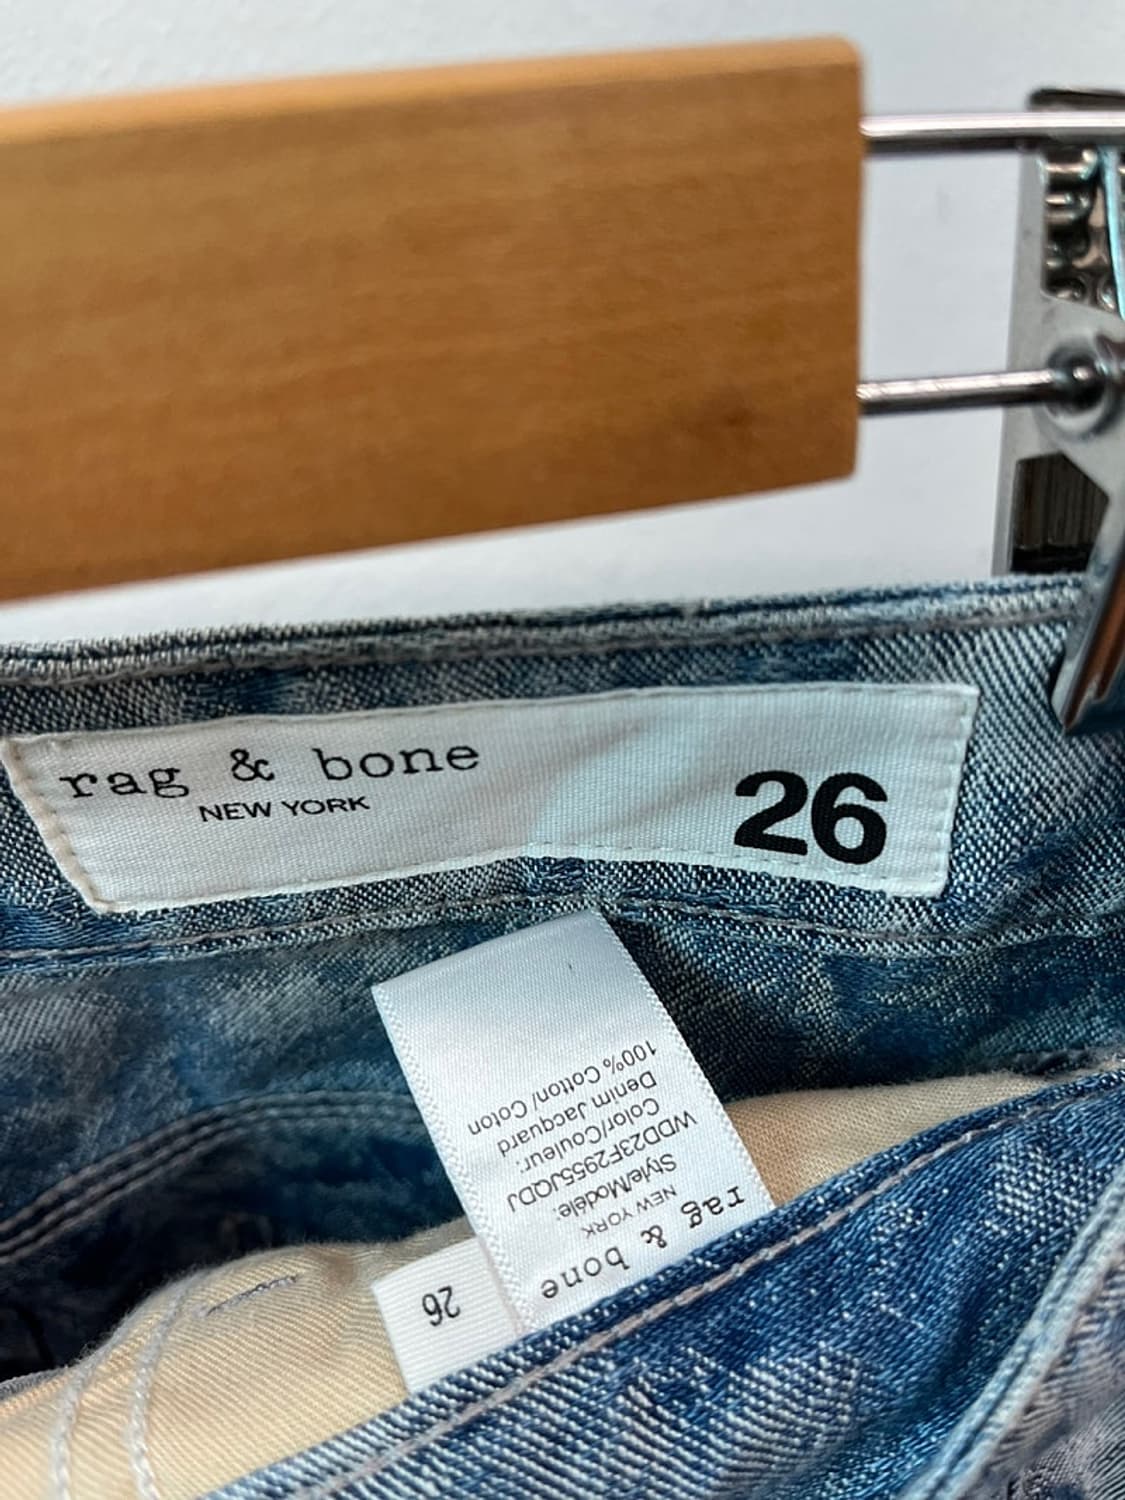 rag & bone
NEW YORK
26
rag & bone
NEW YORK
Style/Modèle:
WDD23F2955JQDJ
Color/Couleur:
Denim Jacquard
100% Cotton/ Coton
26